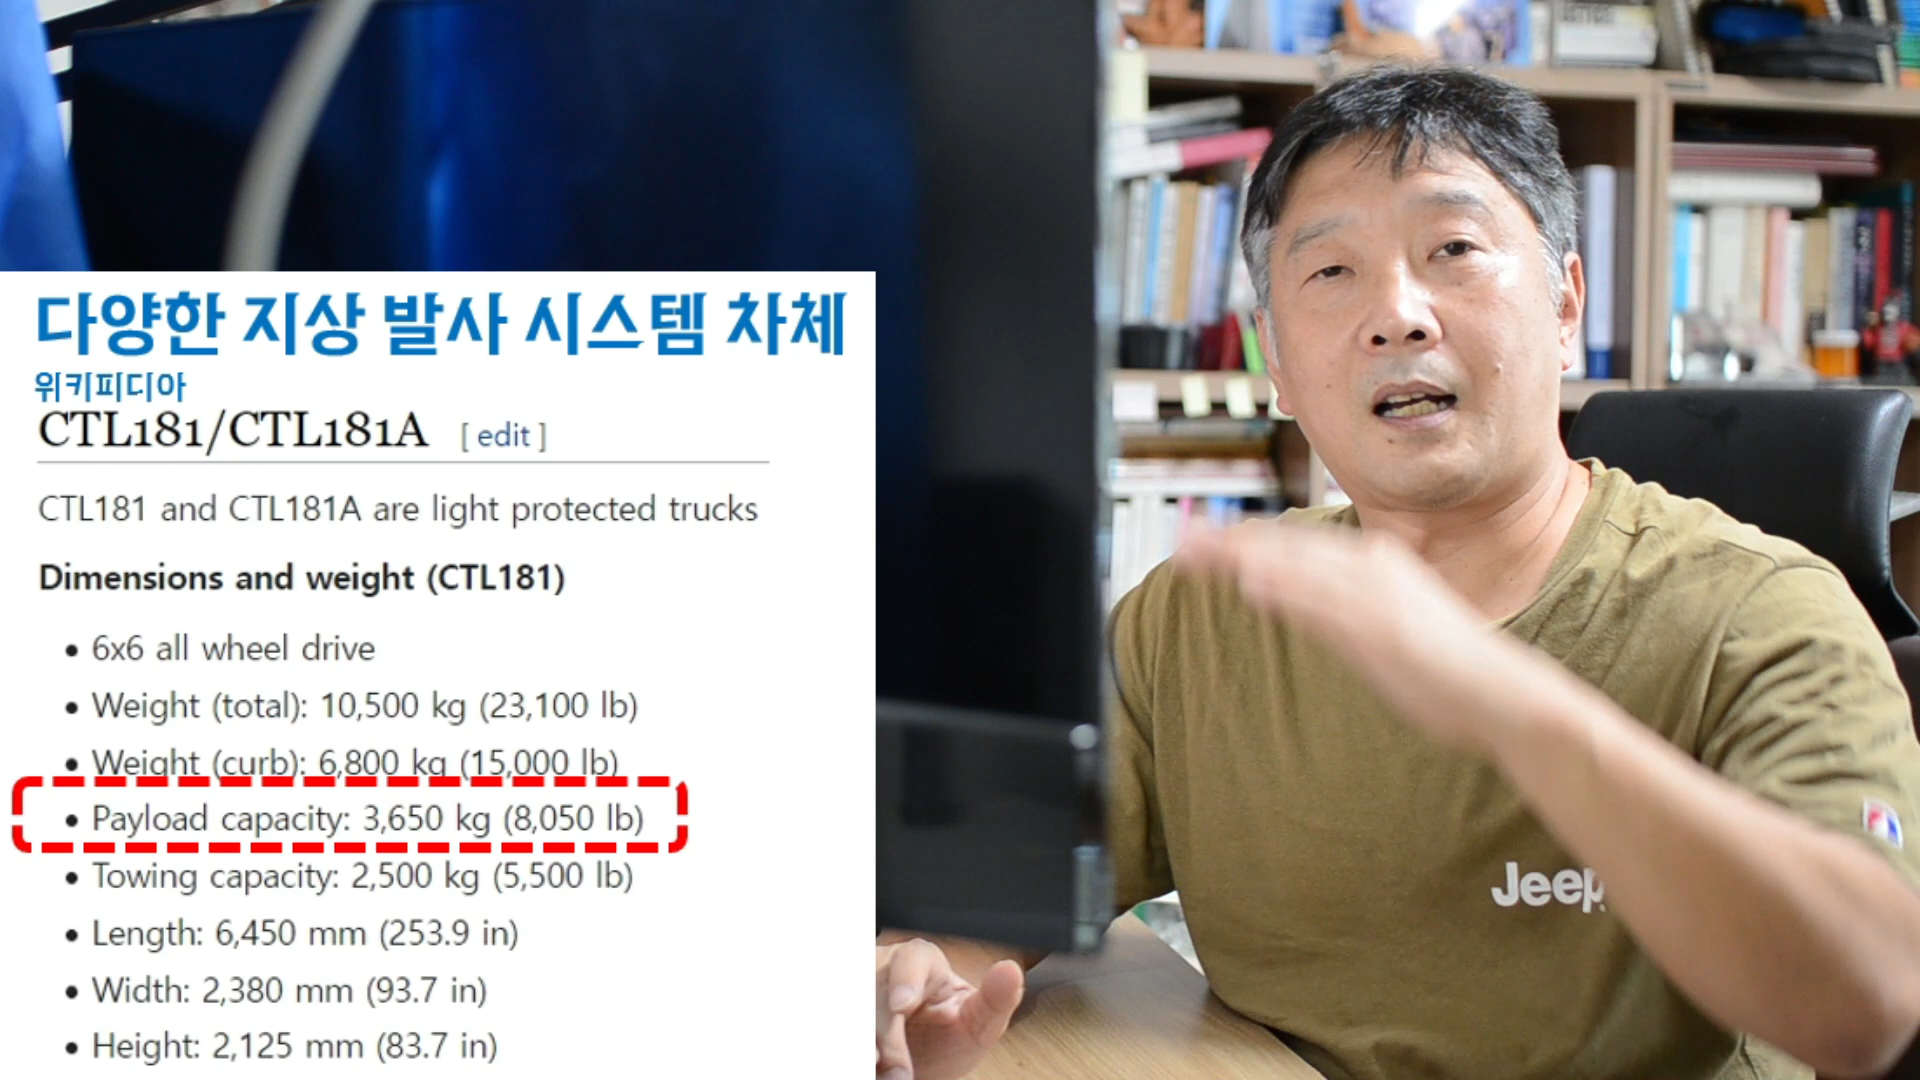 다양한 지상 발사 시스템 차체
위키피디아
CTL181/CTL181A [ edit ]
CTL181 and CTL181A are light protected trucks
Dimensions and weight (CTL181)
• 6x6 all wheel drive
• Weight (total): 10,500 kg (23,100 lb)
• Weight (curb): 6,800 kg (15,000 lb)
• Payload capacity: 3,650 kg (8,050 lb)
• Towing capacity: 2,500 kg (5,500 lb)
• Length: 6,450 mm (253.9 in)
• Width: 2,380 mm (93.7 in)
• Height: 2,125 mm (83.7 in)
Jeep